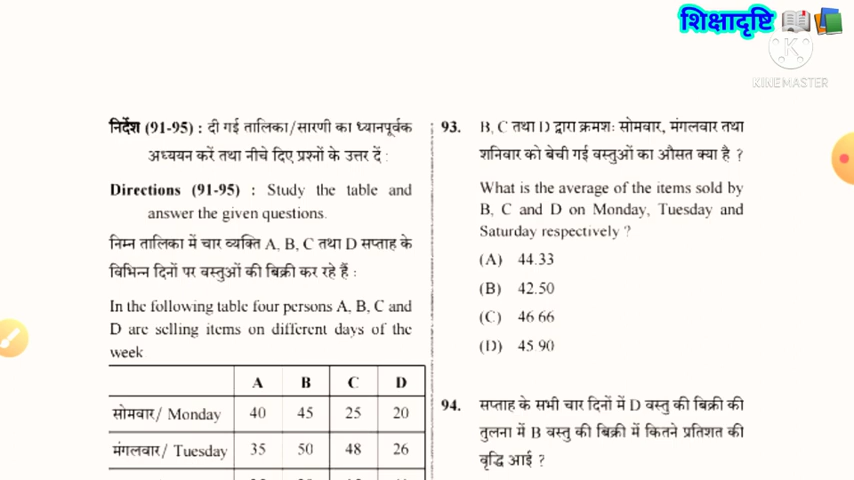 शिक्षादृष्टि
KINEMASTER
निर्देश (91-95) : दी गई तालिका/सारणी का ध्यानपूर्वक
अध्ययन करें तथा नीचे दिए प्रश्नों के उत्तर दें :
Directions (91-95) : Study the table and
answer the given questions.
निम्न तालिका में चार व्यक्ति A, B, C तथा D सप्ताह के
विभिन्न दिनों पर वस्तुओं की बिक्री कर रहे हैं :
In the following table four persons A, B, C and
D are selling items on different days of the
week
A B C D
सोमवार/ Monday 40 45 25 20
मंगलवार/ Tuesday 35 50 48 26
93. B, C तथा D द्वारा क्रमशः सोमवार, मंगलवार तथा
शनिवार को बेची गई वस्तुओं का औसत क्या है ?
What is the average of the items sold by
B, C and D on Monday, Tuesday and
Saturday respectively ?
(A) 44.33
(B) 42.50
(C) 46 66
(D) 45 90
94. सप्ताह के सभी चार दिनों में D वस्तु की बिक्री की
तुलना में B वस्तु की बिक्री में कितने प्रतिशत की
वृद्धि आई ?